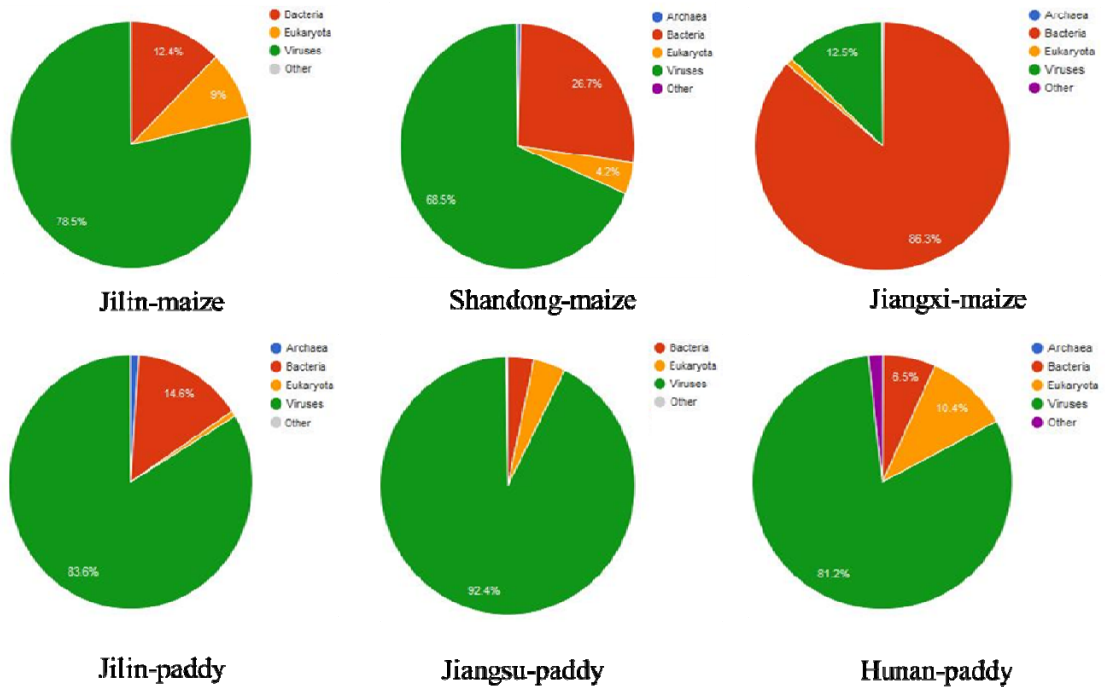 Bacteria
Eukaryota
Viruses
Other
12.4%
9%
78.5%
Jilin-maize
Archaea
Bacteria
Eukaryota
Viruses
Other
26.7%
4.2%
68.5%
Shandong-maize
Archaea
Bacteria
Eukaryota
Viruses
Other
12.5%
86.3%
Jiangxi-maize
Archaea
Bacteria
Eukaryota
Viruses
Other
14.6%
83.6%
Jilin-paddy
Bacteria
Eukaryota
Viruses
Other
92.4%
Jiangsu-paddy
Archaea
Bacteria
Eukaryota
Viruses
Other
6.5%
10.4%
81.2%
Hunan-paddy